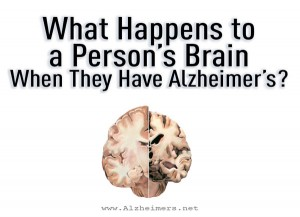 What Happens to
a Person's Brain
When They Have Alzheimer's?
www.Alzheimers.net